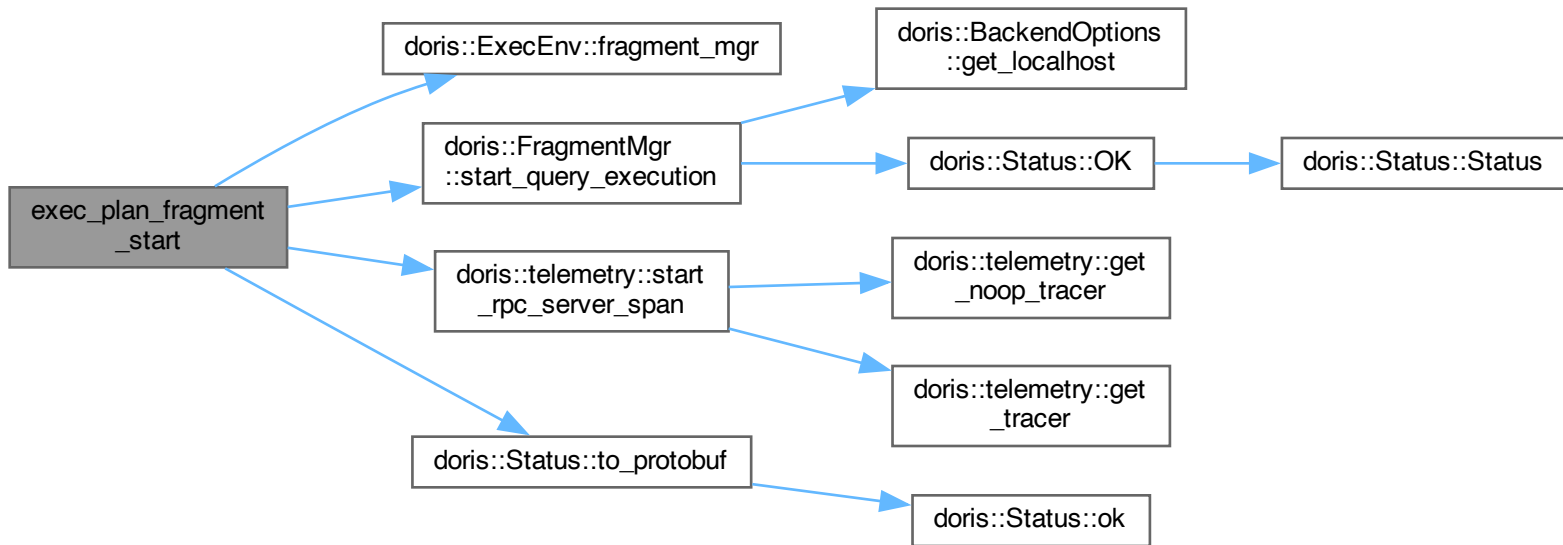 exec_plan_fragment
_start
doris::ExecEnv::fragment_mgr
doris::FragmentMgr
::start_query_execution
doris::BackendOptions
::get_localhost
doris::Status::OK
doris::Status::Status
doris::telemetry::start
_rpc_server_span
doris::telemetry::get
_noop_tracer
doris::telemetry::get
_tracer
doris::Status::to_protobuf
doris::Status::ok